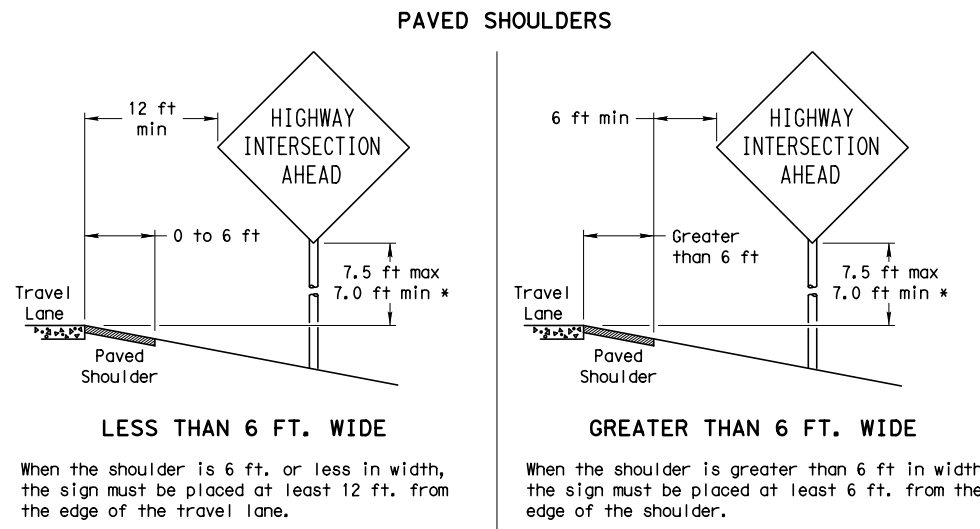 PAVED SHOULDERS
12 ft
min
HIGHWAY
INTERSECTION
AHEAD
0 to 6 ft
7.5 ft max
7.0 ft min *
Travel
Lane
Paved
Shoulder
LESS THAN 6 FT. WIDE
When the shoulder is 6 ft. or less in width,
the sign must be placed at least 12 ft. from
the edge of the travel lane.
6 ft min
HIGHWAY
INTERSECTION
AHEAD
Greater
than 6 ft
7.5 ft max
7.0 ft min *
Travel
Lane
Paved
Shoulder
GREATER THAN 6 FT. WIDE
When the shoulder is greater than 6 ft in width
the sign must be placed at least 6 ft. from the
edge of the shoulder.